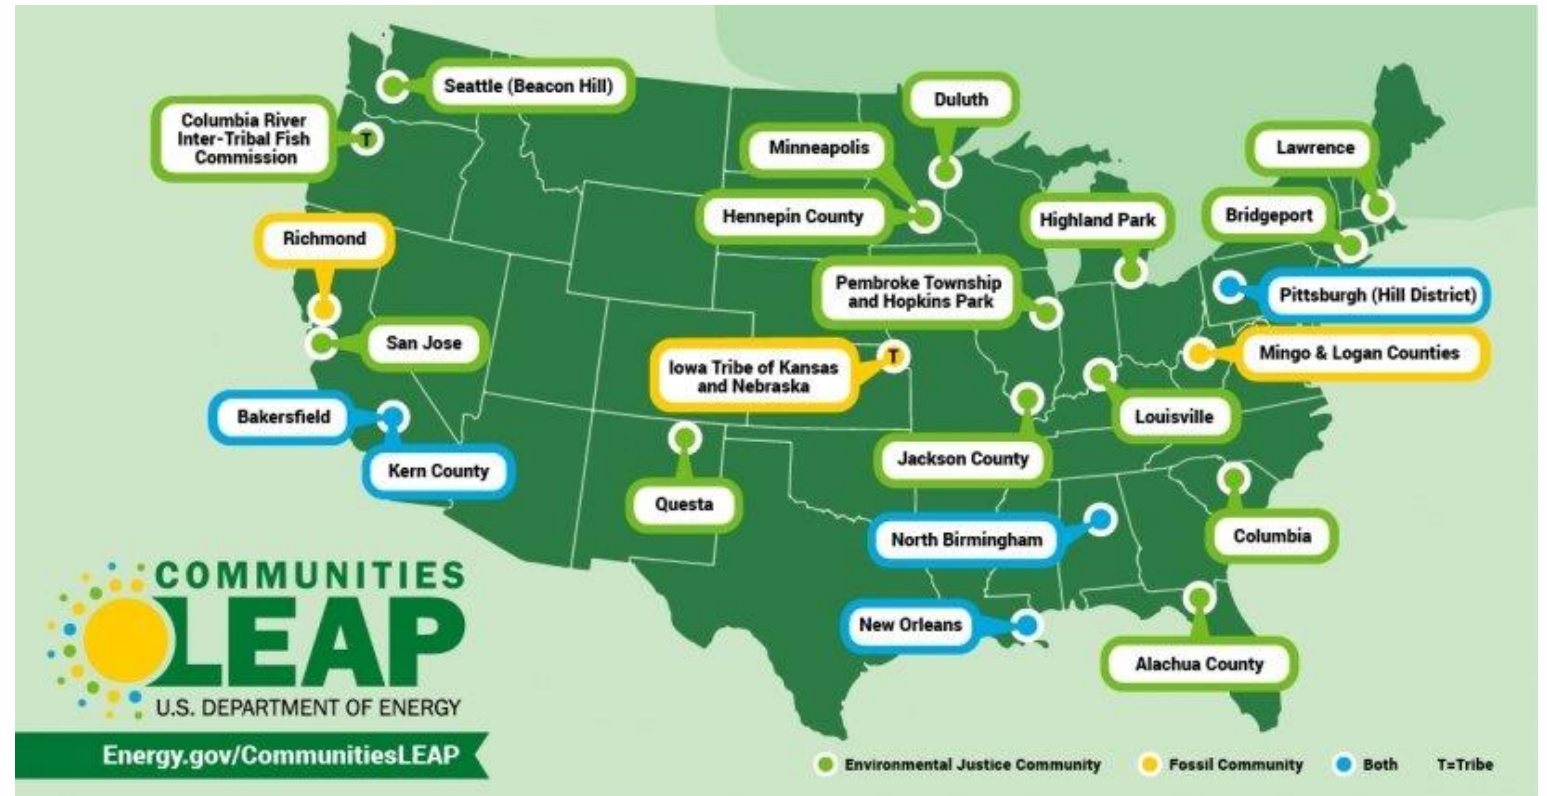 Seattle (Beacon Hill)
Columbia River
Inter-Tribal Fish
Commission
T
Duluth
Minneapolis
Hennepin County
Lawrence
Highland Park
Bridgeport
Richmond
Pembroke Township
and Hopkins Park
Pittsburgh (Hill District)
San Jose
Iowa Tribe of Kansas
and Nebraska
T
Mingo & Logan Counties
Bakersfield
Kern County
Louisville
Jackson County
Questa
North Birmingham
Columbia
New Orleans
Alachua County
COMMUNITIES
LEAP
U.S. DEPARTMENT OF ENERGY
Energy.gov/CommunitiesLEAP
Environmental Justice Community
Fossil Community
Both
T=Tribe